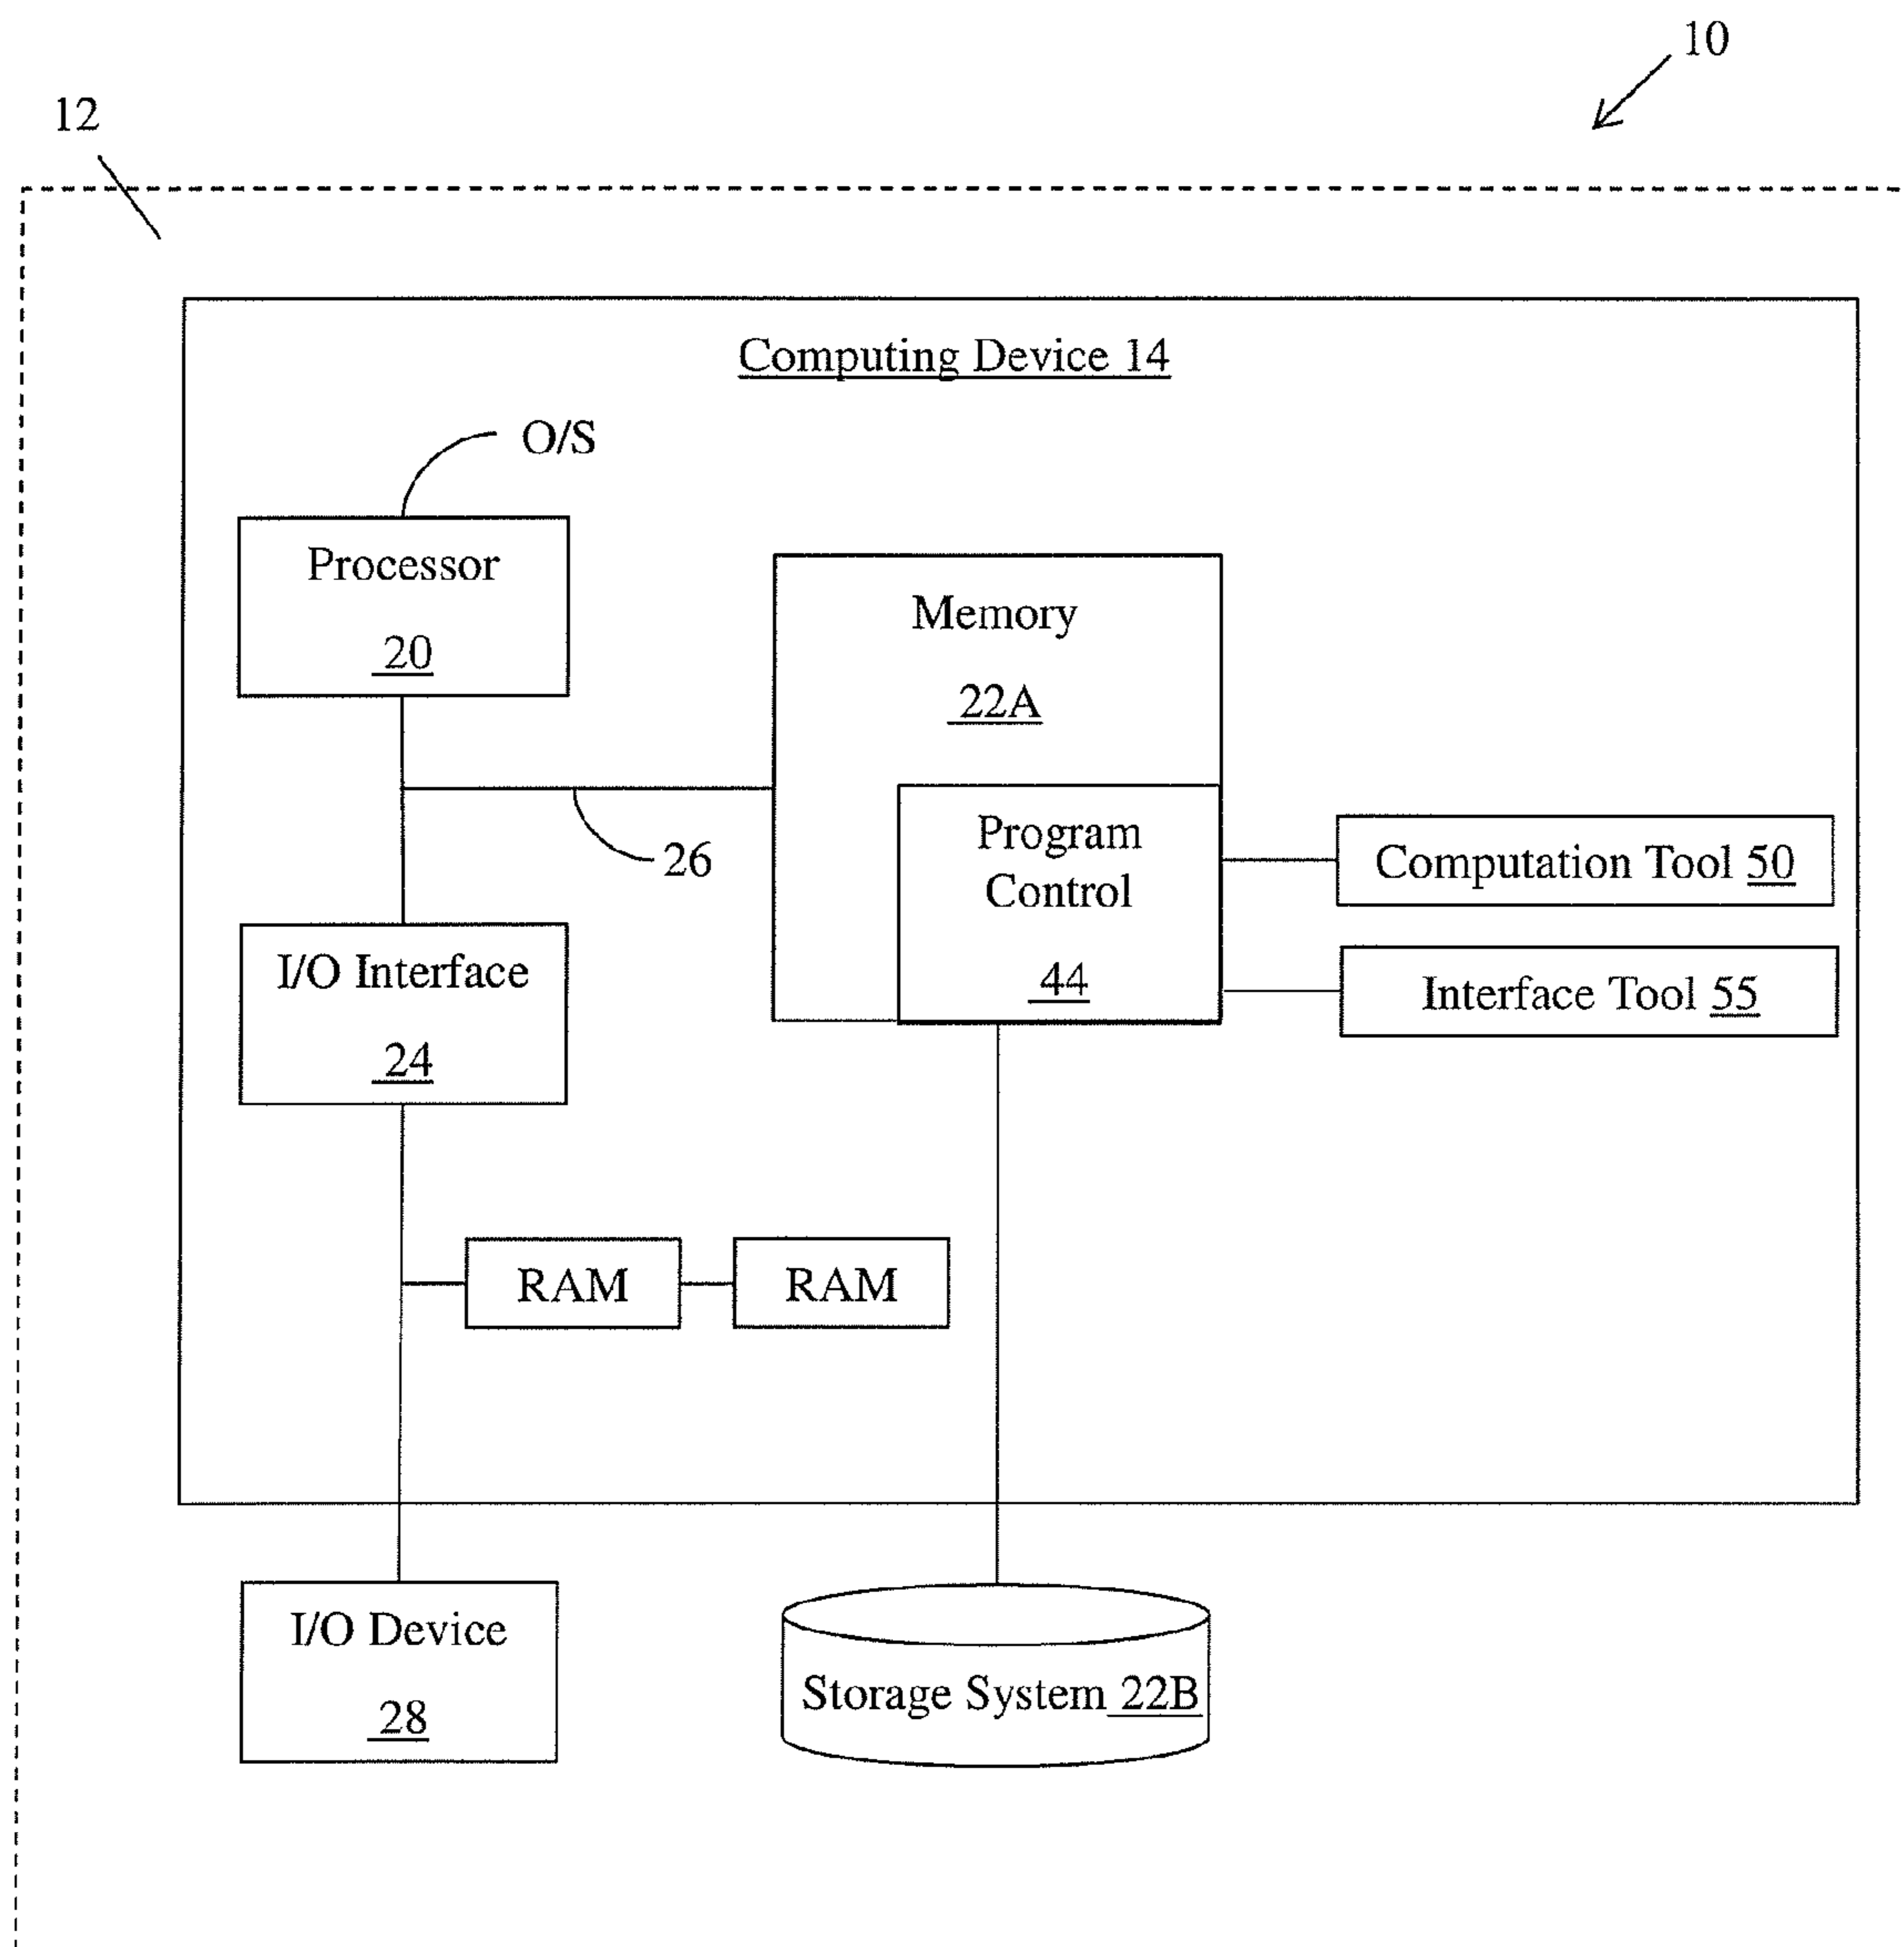 10
12
Computing Device 14
O/S
Processor
20
Memory
22A
26
Program
Control
44
Computation Tool 50
Interface Tool 55
I/O Interface
24
RAM
RAM
I/O Device
28
Storage System 22B